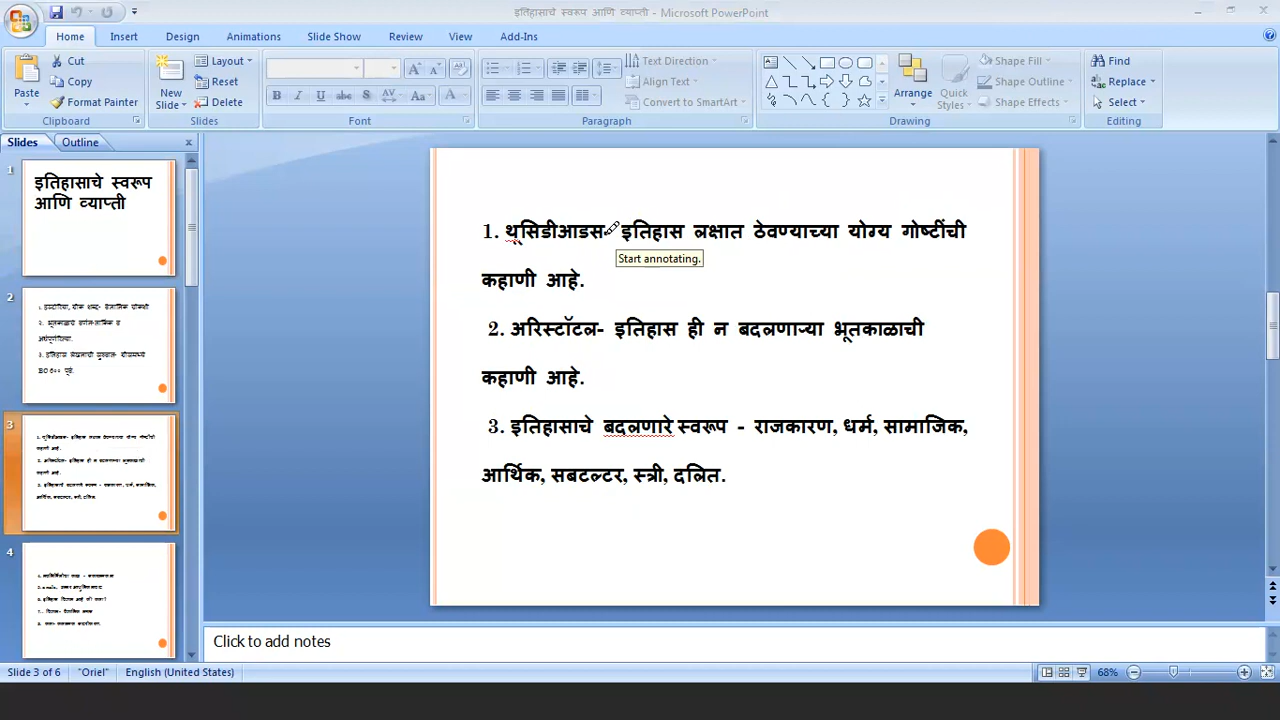 इतिहासाचे स्वरूप आणि व्याप्ती - Microsoft PowerPoint
Home Insert Design Animations Slide Show Review View Add-Ins
Cut
Copy
Format Painter
Paste
Clipboard
New Slide
Layout
Reset
Delete
Slides
Font
Text Direction
Align Text
Convert to SmartArt
Paragraph
Arrange
Quick Styles
Shape Fill
Shape Outline
Shape Effects
Drawing
Find
Replace
Select
Editing
Slides Outline
1
इतिहासाचे स्वरूप
आणि व्याप्ती
2
3
4
1. थूसिडीआडस- इतिहास लक्षात ठेवण्याच्या योग्य गोष्टींची
Start annotating.
कहाणी आहे.
2. अरिस्टॉटल- इतिहास ही न बदलणाऱ्या भूतकाळाची
कहाणी आहे.
3. इतिहासाचे बदलणारे स्वरूप - राजकारण, धर्म, सामाजिक,
आर्थिक, सबटल्टर, स्त्री, दलित.
Click to add notes
Slide 3 of 6 "Oriel" English (United States) 68%